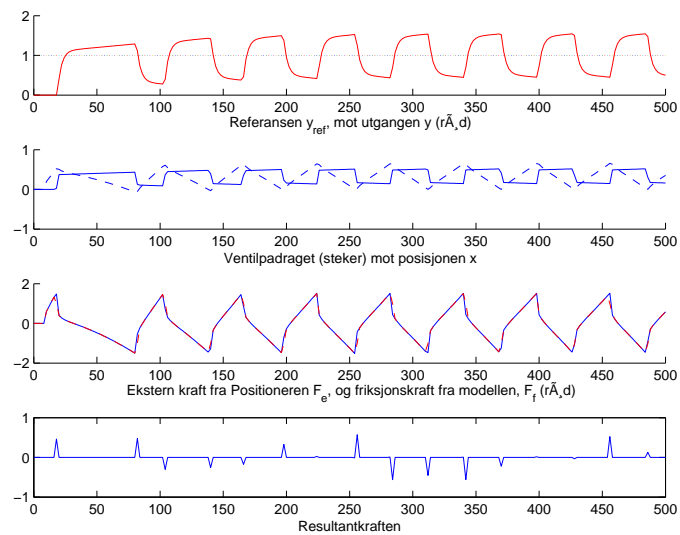 2
1
0
0 50 100 150 200 250 300 350 400 450 500
Referansen y_ref, mot utgangen y (rÃ¸d)
1
0
−1
0 50 100 150 200 250 300 350 400 450 500
Ventilpadraget (steker) mot posisjonen x
2
0
−2
0 50 100 150 200 250 300 350 400 450 500
Ekstern kraft fra Positioneren F_e, og friksjonskraft fra modellen, F_f (rÃ¸d)
1
0
−1
0 50 100 150 200 250 300 350 400 450 500
Resultantkraften